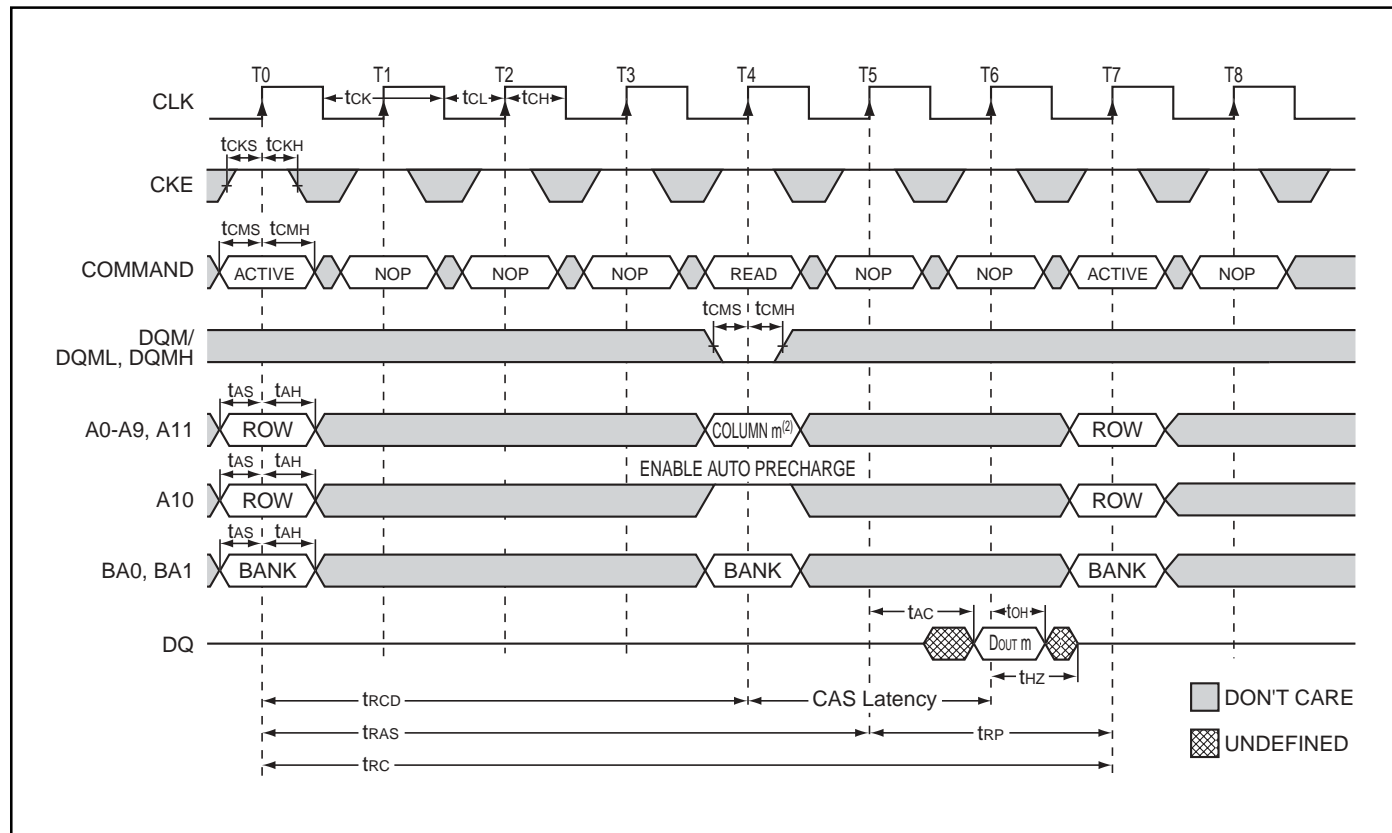 T0 T1 T2 T3 T4 T5 T6 T7 T8
CLK
tCK tCL tCH
tCKS tCKH
CKE
tCMS tCMH
COMMAND ACTIVE NOP NOP NOP READ NOP NOP ACTIVE NOP
tCMS tCMH
DQM/
DQML, DQMH
tAS tAH
A0-A9, A11 ROW COLUMN m(2) ROW
tAS tAH ENABLE AUTO PRECHARGE
A10 ROW ROW
tAS tAH
BA0, BA1 BANK BANK BANK
tAC tOH
DQ DOUT m
tHZ
tRCD CAS Latency
DON'T CARE
tRAS tRP
UNDEFINED
tRC